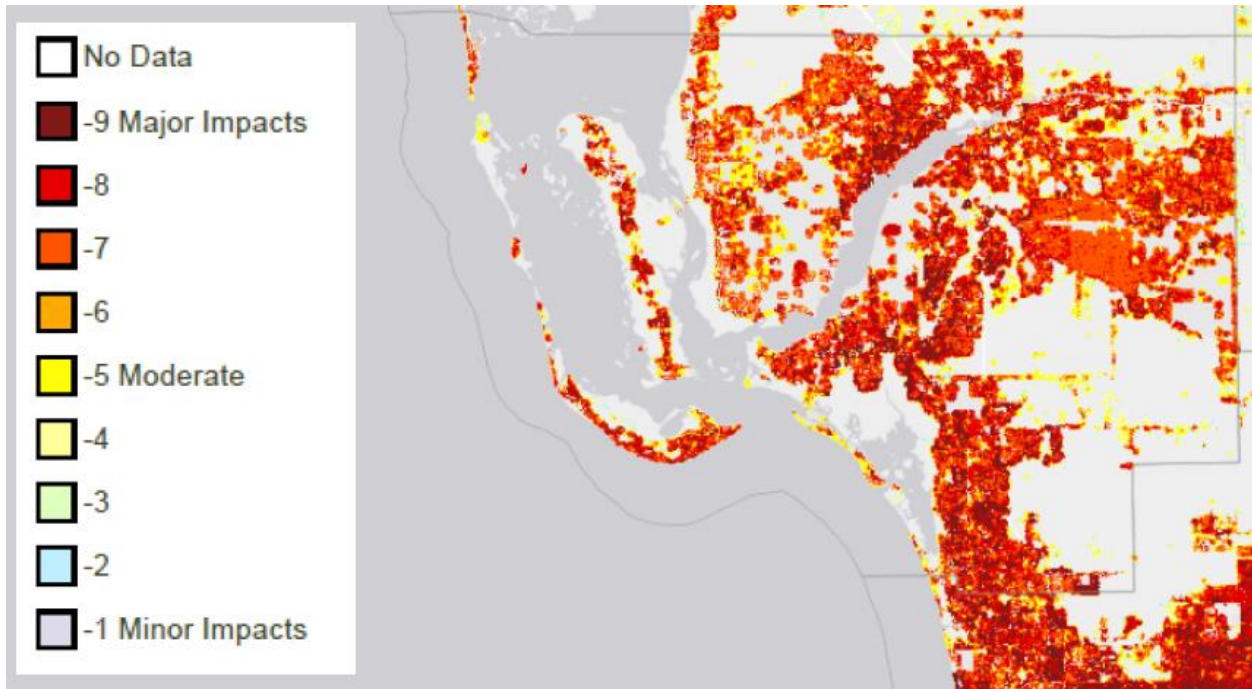 No Data
-9 Major Impacts
-8
-7
-6
-5 Moderate
-4
-3
-2
-1 Minor Impacts